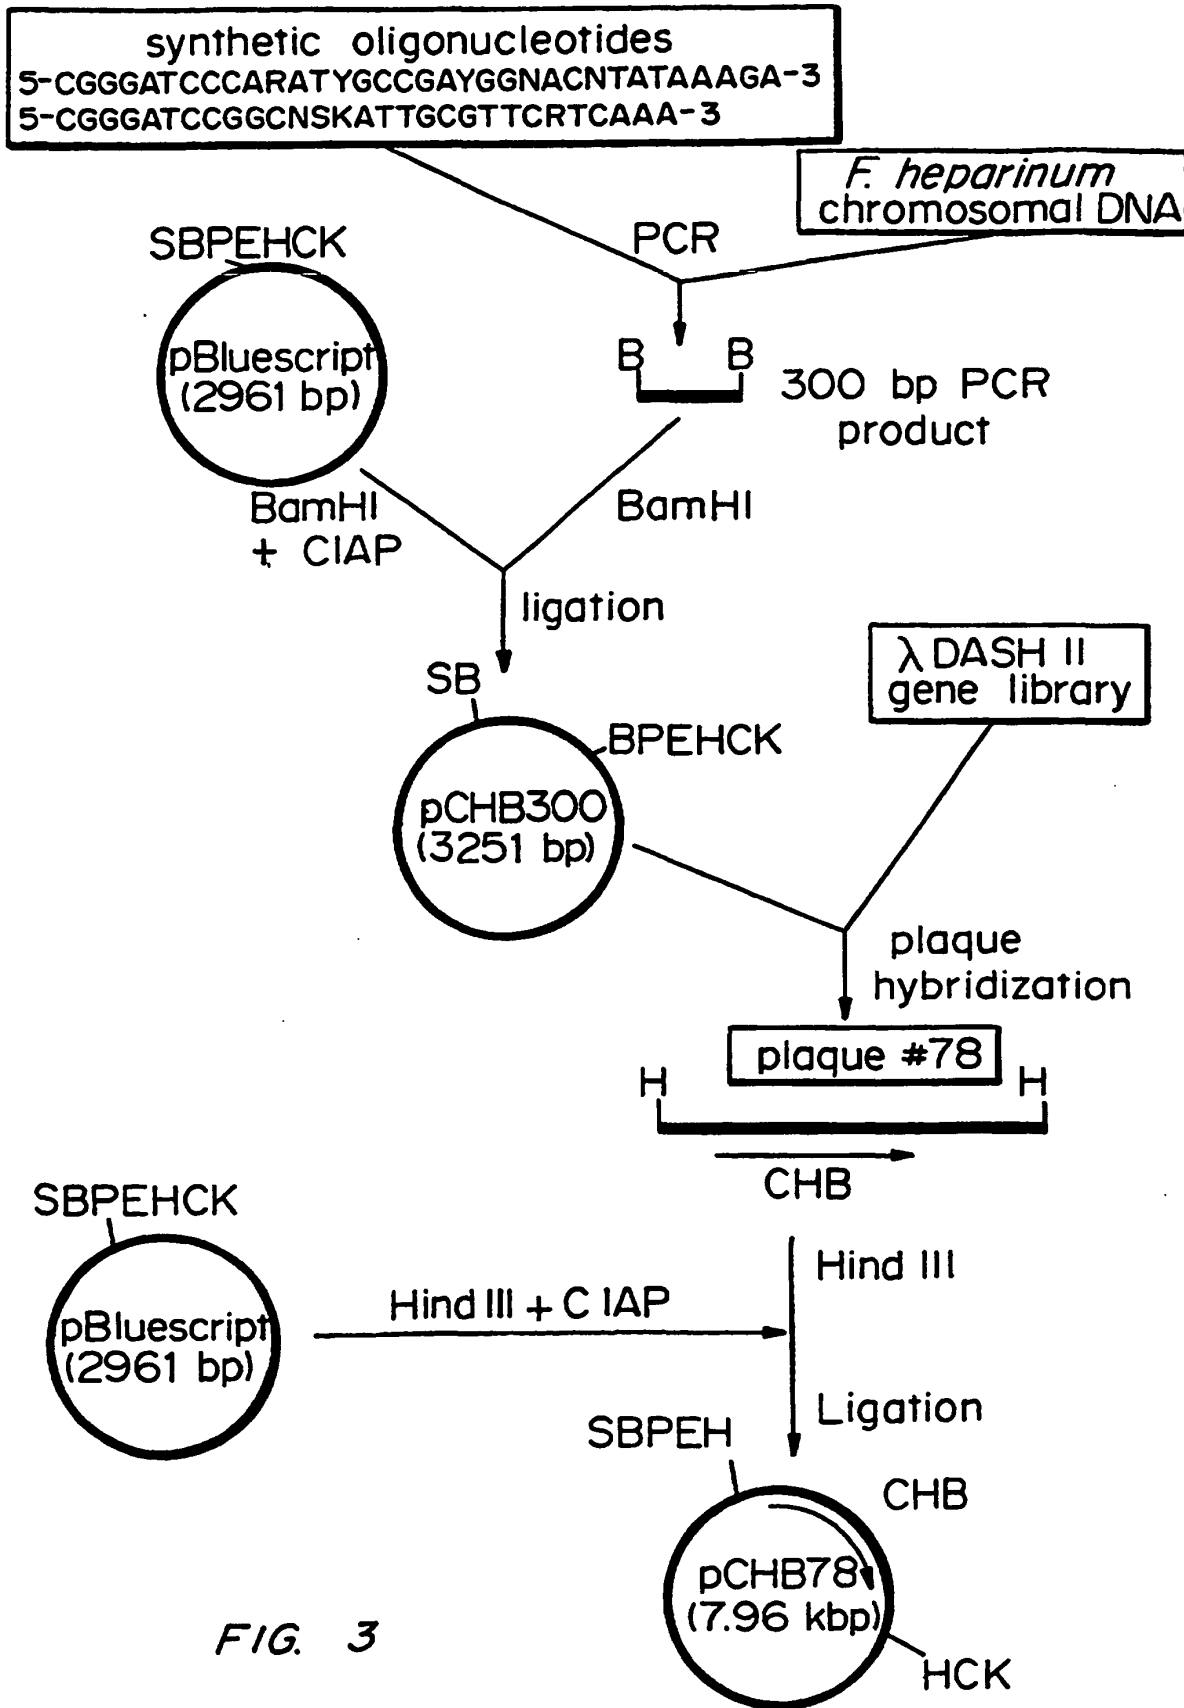 synthetic oligonucleotides
5-CGGGATCCCARATYGCCGAYGGNACNTATAAAGA-3
5-CGGGATCCGGCNSKATTGCGTTCRTCAAA-3
F. heparinum
chromosomal DNA
PCR
SBPEHCK
pBluescript
(2961 bp)
B B
300 bp PCR
product
BamHI
+ CIAP
BamHI
ligation
λ DASH II
gene library
SB
BPEHCK
pCHB300
(3251 bp)
plaque
hybridization
plaque #78
H H
CHB
SBPEHCK
pBluescript
(2961 bp)
Hind III + C IAP
Hind III
Ligation
SBPEH
CHB
pCHB78
(7.96 kbp)
HCK
FIG. 3